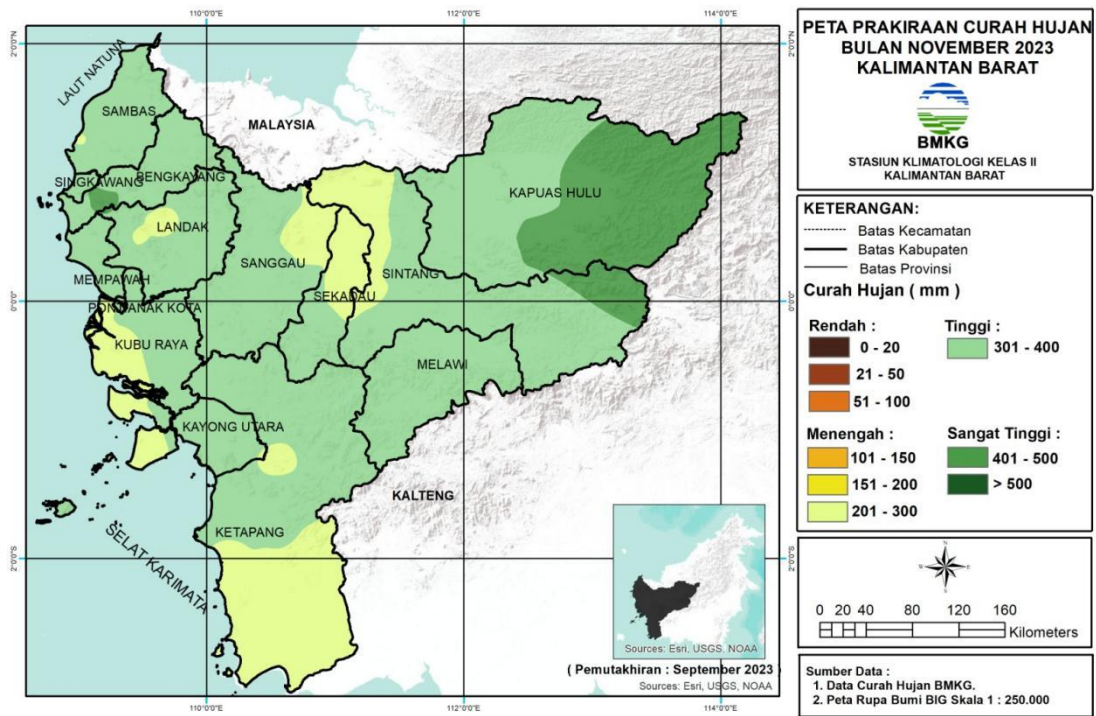 PETA PRAKIRAAN CURAH HUJAN
BULAN NOVEMBER 2023
KALIMANTAN BARAT
BMKG
STASIUN KLIMATOLOGI KELAS II
KALIMANTAN BARAT
KETERANGAN:
Batas Kecamatan
Batas Kabupaten
Batas Provinsi
Curah Hujan ( mm )
Rendah :
0 - 20
21 - 50
51 - 100
Tinggi :
301 - 400
Menengah :
101 - 150
151 - 200
201 - 300
Sangat Tinggi :
401 - 500
> 500
N
E
S
W
0 20 40 80 120 160
Kilometers
Sumber Data :
1. Data Curah Hujan BMKG.
2. Peta Rupa Bumi BIG Skala 1 : 250.000
110°0'E
112°0'E
114°0'E
2°0'N
2°0'N
LAUT NATUNA
SAMBAS
MALAYSIA
SINGKAWANG
BENGKAYANG
KAPUAS HULU
LANDAK
SANGGAU
SINTANG
MEMPAWAH
SEKADAU
0°0'
0°0'
PONTIANAK KOTA
KUBU RAYA
MELAWI
KAYONG UTARA
KALTENG
KETAPANG
2°0'S
2°0'S
SELAT KARIMATA
Sources: Esri, USGS, NOAA
( Pemutakhiran : September 2023 )
Sources: Esri, USGS, NOAA
110°0'E
112°0'E
114°0'E